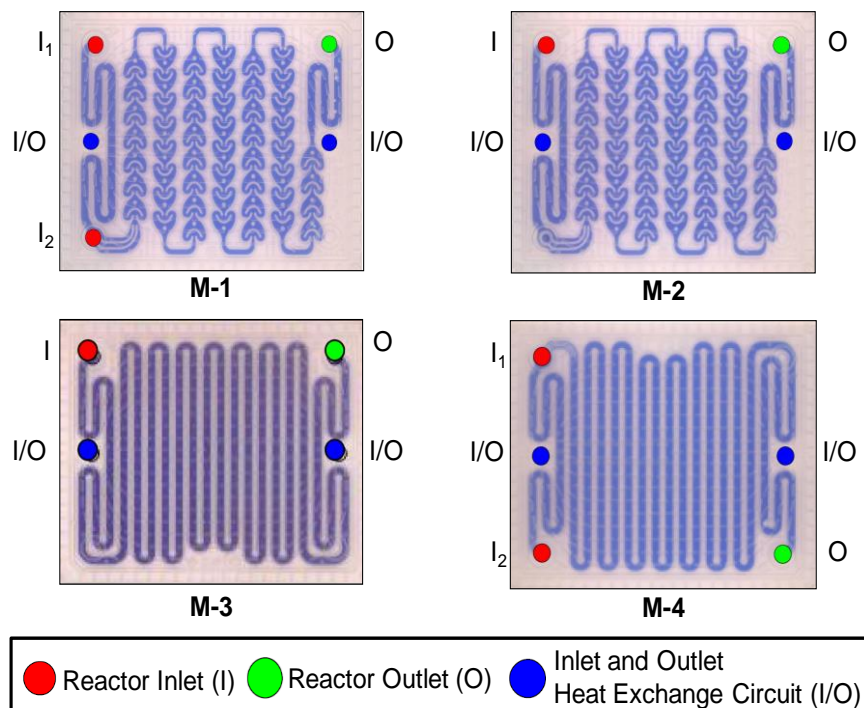 I₁ O I O
I/O I/O I/O I/O
I₂
M-1 M-2
I O I₁
I/O I/O I/O I/O
I₂ O
M-3 M-4
Reactor Inlet (I) Reactor Outlet (O) Inlet and Outlet
Heat Exchange Circuit (I/O)